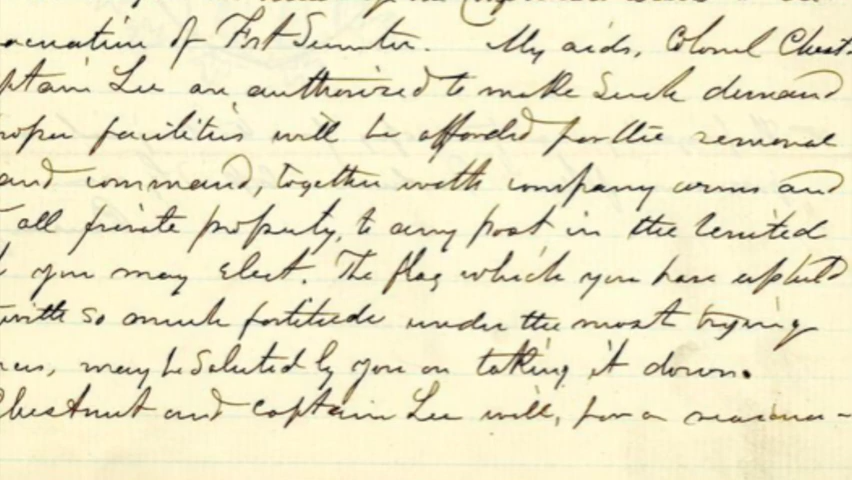 acuation of Fort Sumter. My aids, Colonel Chest
ptain Lee are authorized to make such demand
roper facilities will be afforded for the removal
and command, together with company arms and
all private property, to any post in the United
you may elect. The flag which you have upheld
with so much fortitude under the most trying
ces, may be saluted by you on taking it down.
Chestnut and Captain Lee will, for a reasona-